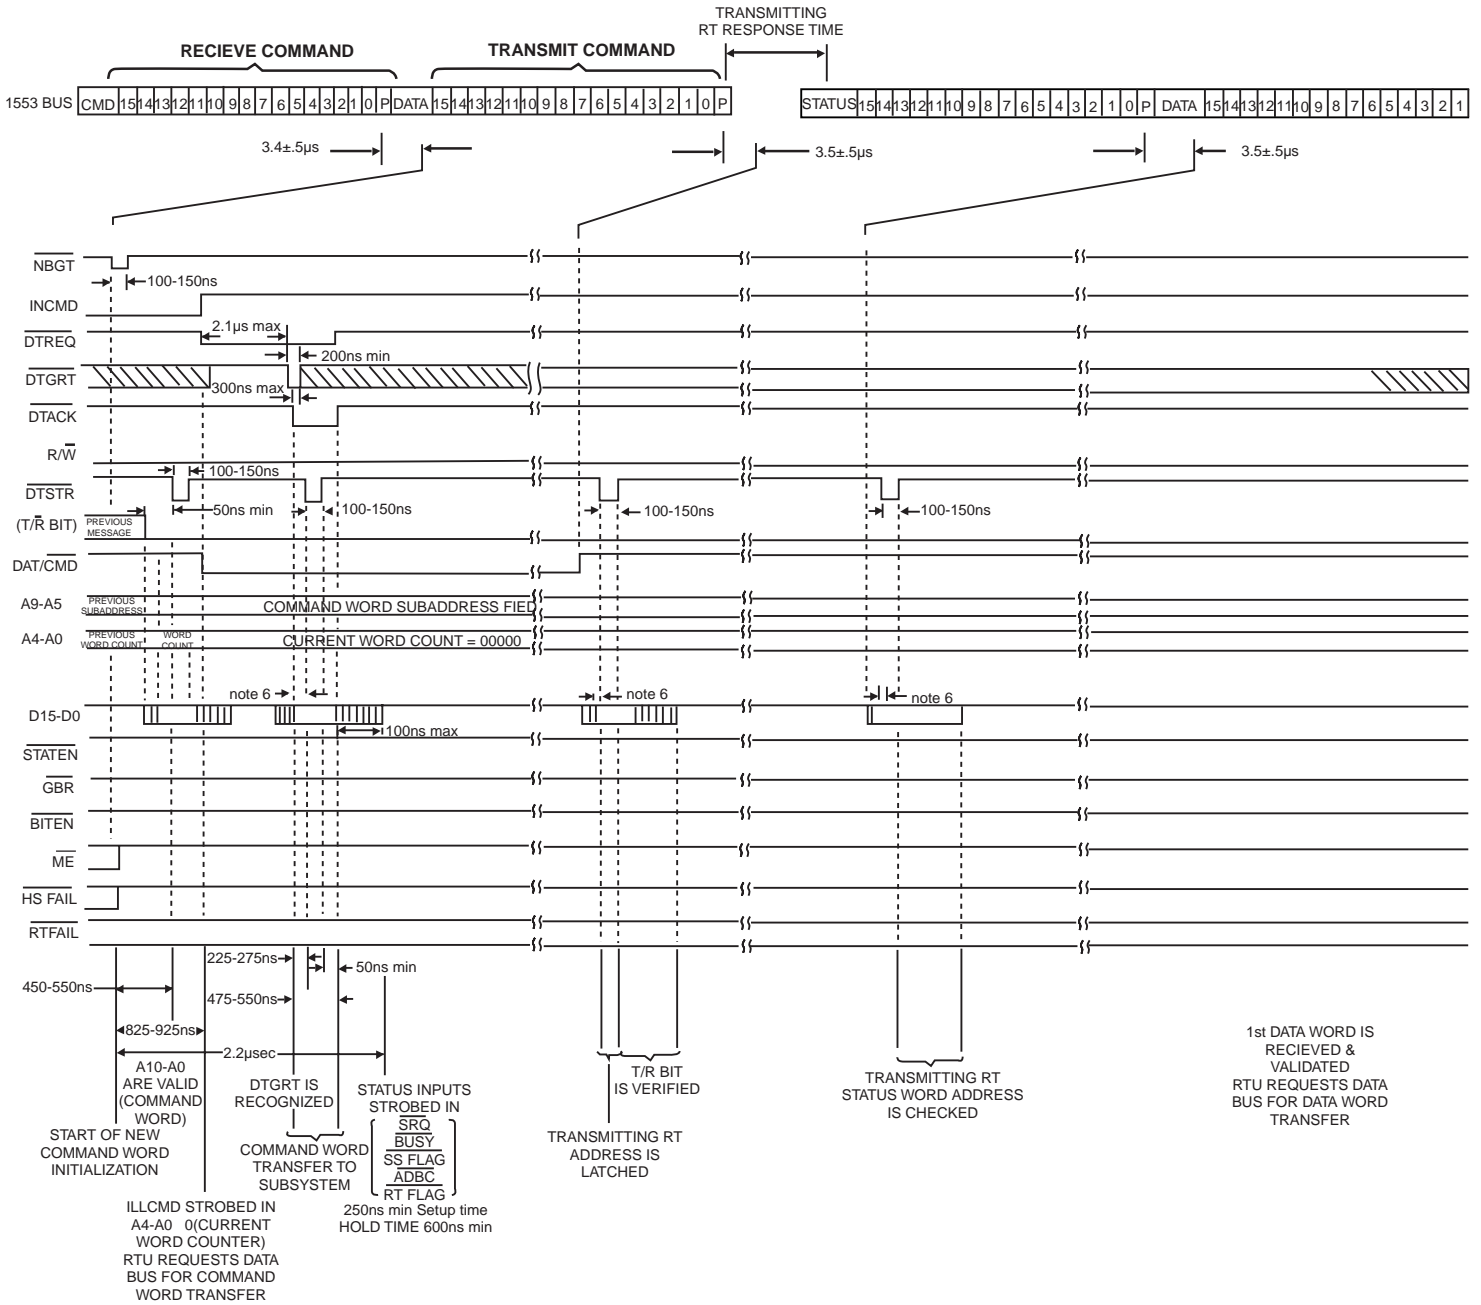 TRANSMITTING
RT RESPONSE TIME
RECIEVE COMMAND
TRANSMIT COMMAND
1553 BUS
CMD 15 14 13 12 11 10 9 8 7 6 5 4 3 2 1 0 P DATA 15 14 13 12 11 10 9 8 7 6 5 4 3 2 1 0 P
STATUS 15 14 13 12 11 10 9 8 7 6 5 4 3 2 1 0 P DATA 15 14 13 12 11 10 9 8 7 6 5 4 3 2 1
3.4±.5µs
3.5±.5µs
3.5±.5µs
NBGT
100-150ns
INCMD
2.1µs max
DTREQ
200ns min
DTGRT
300ns max
DTACK
R/W
100-150ns
DTSTR
50ns min
100-150ns
100-150ns
100-150ns
(T/R BIT)
PREVIOUS
MESSAGE
DAT/CMD
A9-A5
PREVIOUS
SUBADDRESS
COMMAND WORD SUBADDRESS FIED
A4-A0
PREVIOUS
WORD COUNT
WORD
COUNT
CURRENT WORD COUNT = 00000
note 6
note 6
note 6
D15-D0
100ns max
STATEN
GBR
BITEN
ME
HS FAIL
RTFAIL
225-275ns
50ns min
450-550ns
475-550ns
825-925ns
2.2µsec
A10-A0
ARE VALID
(COMMAND
WORD)
START OF NEW
COMMAND WORD
INITIALIZATION
DTGRT IS
RECOGNIZED
COMMAND WORD
TRANSFER TO
SUBSYSTEM
STATUS INPUTS
STROBED IN
SRQ
BUSY
SS FLAG
ADBC
RT FLAG
250ns min Setup time
HOLD TIME 600ns min
ILLCMD STROBED IN
A4-A0 0(CURRENT
WORD COUNTER)
RTU REQUESTS DATA
BUS FOR COMMAND
WORD TRANSFER
T/R BIT
IS VERIFIED
TRANSMITTING RT
ADDRESS IS
LATCHED
TRANSMITTING RT
STATUS WORD ADDRESS
IS CHECKED
1st DATA WORD IS
RECIEVED &
VALIDATED
RTU REQUESTS DATA
BUS FOR DATA WORD
TRANSFER